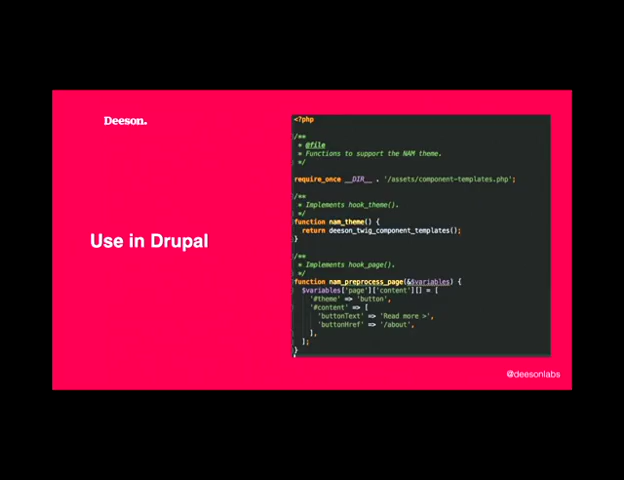 Deeson.
Use in Drupal
<?php
/**
 * @file
 * Functions to support the NAM theme.
 */
require_once __DIR__ . '/assets/component-templates.php';
/**
 * Implements hook_theme().
 */
function nam_theme() {
  return deeson_twig_component_templates();
}
/**
 * Implements hook_page().
 */
function nam_preprocess_page(&$variables) {
  $variables['page']['content'][] = [
    '#theme' => 'button',
    '#content' => [
      'buttonText' => 'Read more >',
      'buttonHref' => '/about',
    ],
  ];
}
@deesonlabs